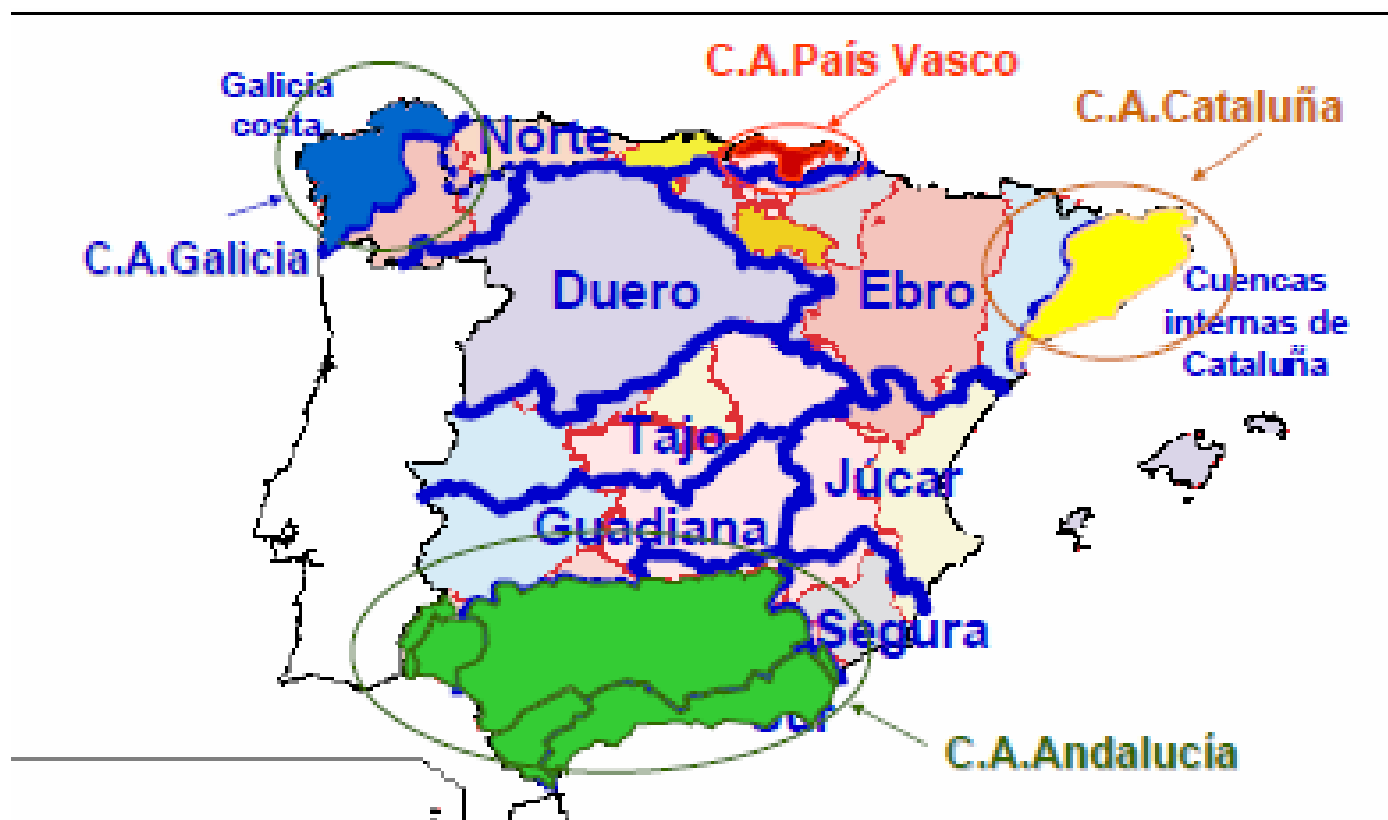 C.A.País Vasco
C.A.Cataluña
Galicia
costa
Norte
C.A.Galicia
Duero
Ebro
Cuencas
internas de
Cataluña
Tajo
Júcar
Guadiana
Segura
C.A.Andalucía